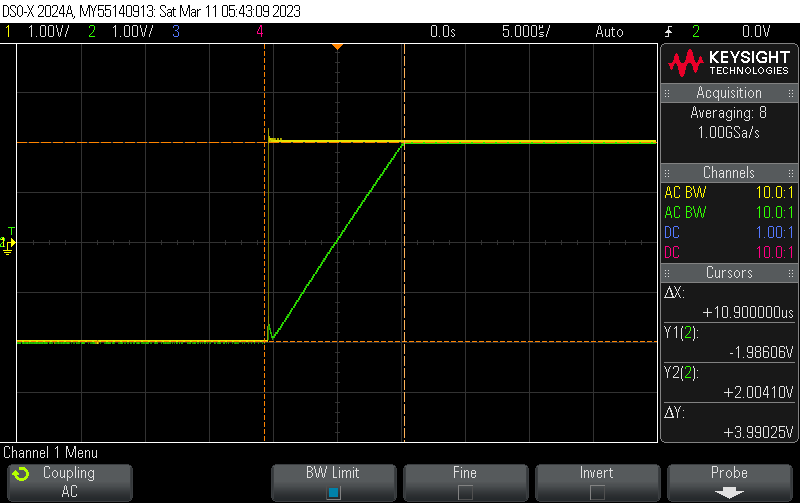 DSO-X 2024A, MY55140913: Sat Mar 11 05:43:09 2023
1 1.00V/ 2 1.00V/ 3 4 0.0s 5.000us/ Auto 2 0.0V
KEYSIGHT
TECHNOLOGIES
Acquisition
Averaging: 8
1.00GSa/s
Channels
AC BW 10.0:1
AC BW 10.0:1
DC 1.00:1
DC 10.0:1
Cursors
ΔX:
+10.900000us
Y1(2):
-1.98606V
Y2(2):
+2.00410V
ΔY:
+3.99025V
T
2
Channel 1 Menu
Coupling
AC
BW Limit
Fine
Invert
Probe